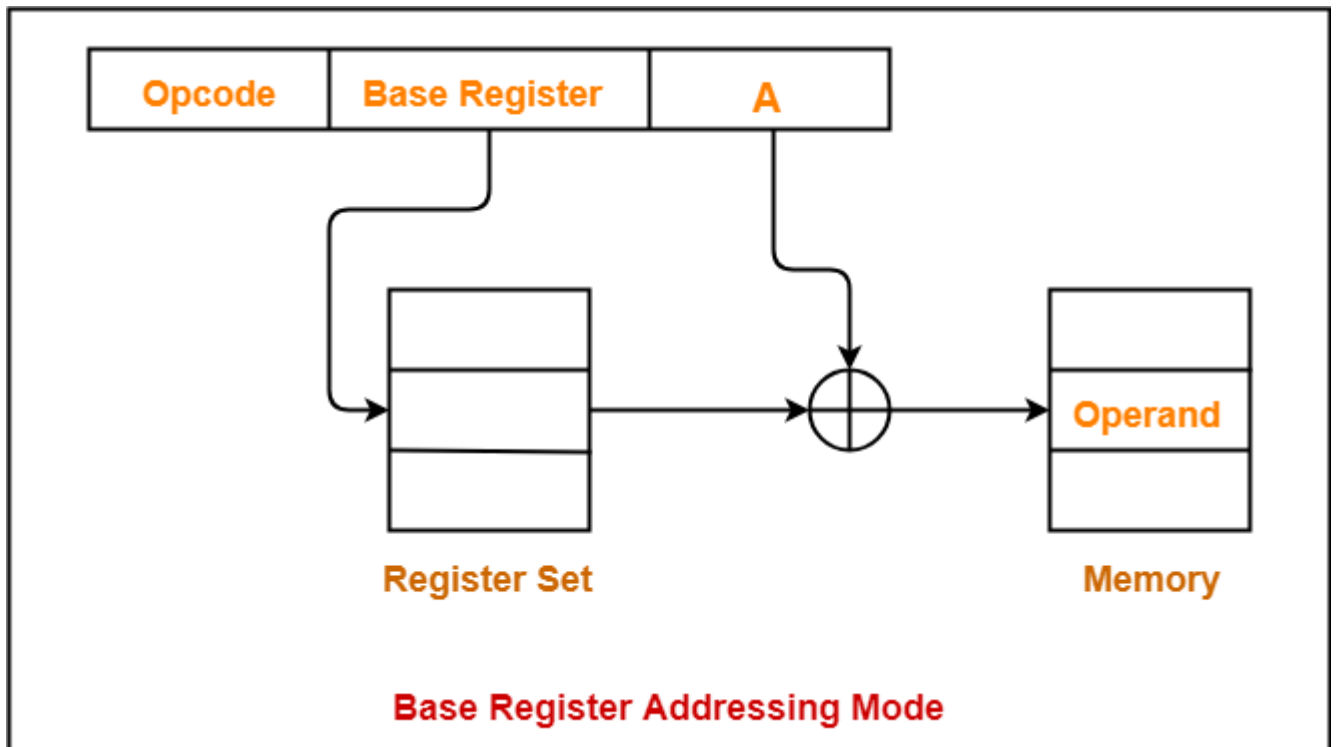 Opcode Base Register A
Operand
Register Set Memory
Base Register Addressing Mode